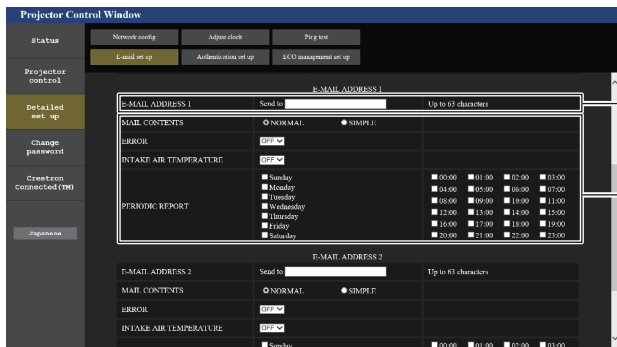 Projector Control Window
Status
Projector control
Detailed set up
Change password
Crestron Connected(TM)
Japanese
Network config Adjust clock Ping test
E-mail set up Authentication set up ECO management set up
E-MAIL ADDRESS 1
E-MAIL ADDRESS 1 Send to Up to 63 characters
MAIL CONTENTS NORMAL SIMPLE
ERROR OFF
INTAKE AIR TEMPERATURE OFF
PERIODIC REPORT
Sunday 00:00 01:00 02:00 03:00
Monday 04:00 05:00 06:00 07:00
Tuesday 08:00 09:00 10:00 11:00
Wednesday 12:00 13:00 14:00 15:00
Thursday 16:00 17:00 18:00 19:00
Friday 20:00 21:00 22:00 23:00
Saturday
E-MAIL ADDRESS 2
E-MAIL ADDRESS 2 Send to Up to 63 characters
MAIL CONTENTS NORMAL SIMPLE
ERROR OFF
INTAKE AIR TEMPERATURE OFF
Sunday 00:00 01:00 02:00 03:00